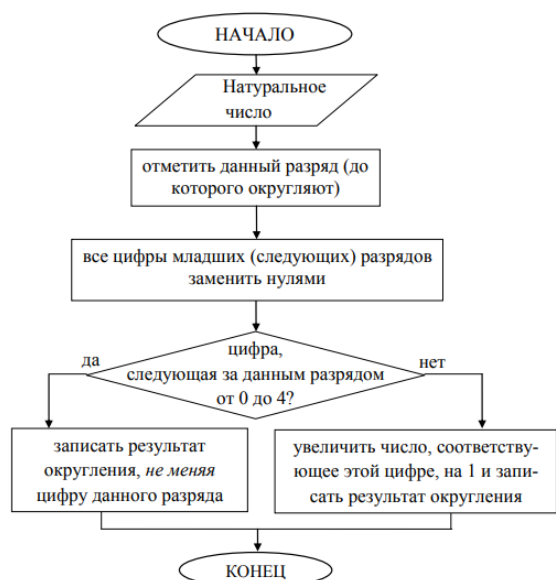 НАЧАЛО
Натуральное
число
отметить данный разряд (до
которого округляют)
все цифры младших (следующих) разрядов
заменить нулями
да
цифра,
следующая за данным разрядом
от 0 до 4?
нет
записать результат
округления, не меняя
цифру данного разряда
увеличить число, соответству-
ющее этой цифре, на 1 и запи-
сать результат округления
КОНЕЦ